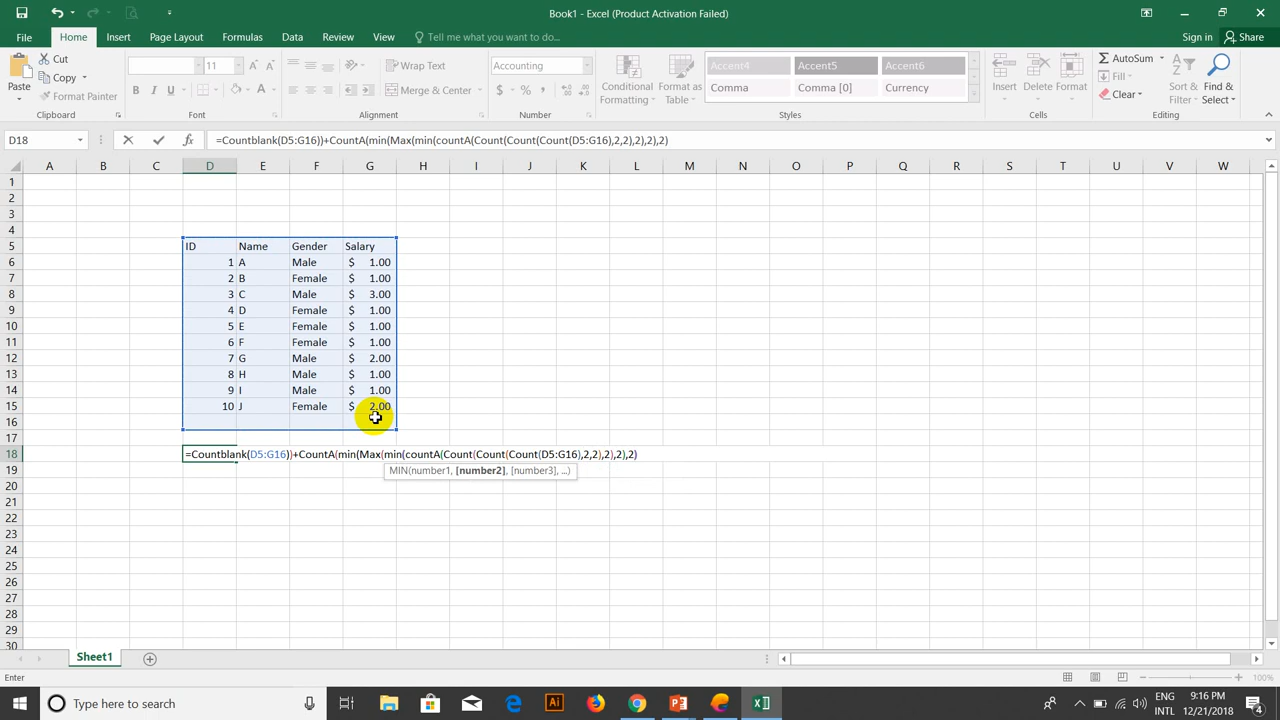 Book1 - Excel (Product Activation Failed)
File Home Insert Page Layout Formulas Data Review View Tell me what you want to do... Sign in Share
Paste Cut Copy Format Painter
Clipboard
11
B I U A
Font
Wrap Text
Merge & Center
Alignment
Accounting
$ % ,
Number
Conditional Formatting
Format as Table
Accent4 Accent5 Accent6
Comma Comma [0] Currency
Styles
Insert Delete Format
Cells
AutoSum
Fill
Clear
Sort & Filter
Find & Select
Editing
D18 fx =Countblank(D5:G16))+CountA(min(Max(min(countA(Count(Count(Count(D5:G16),2,2),2),2),2)
A B C D E F G H I J K L M N O P Q R S T U V W
1
2
3
4
5 ID Name Gender Salary
6 1 A Male $ 1.00
7 2 B Female $ 1.00
8 3 C Male $ 3.00
9 4 D Female $ 1.00
10 5 E Female $ 1.00
11 6 F Female $ 1.00
12 7 G Male $ 2.00
13 8 H Male $ 1.00
14 9 I Male $ 1.00
15 10 J Female $ 2.00
16
17
18 =Countblank(D5:G16))+CountA(min(Max(min(countA(Count(Count(Count(D5:G16),2,2),2),2),2)
19 MIN(number1, [number2], [number3], ...)
20
21
22
23
24
25
26
27
28
29
30
Sheet1
Enter 100%
Type here to search Ai ENG 9:16 PM
INTL 12/21/2018